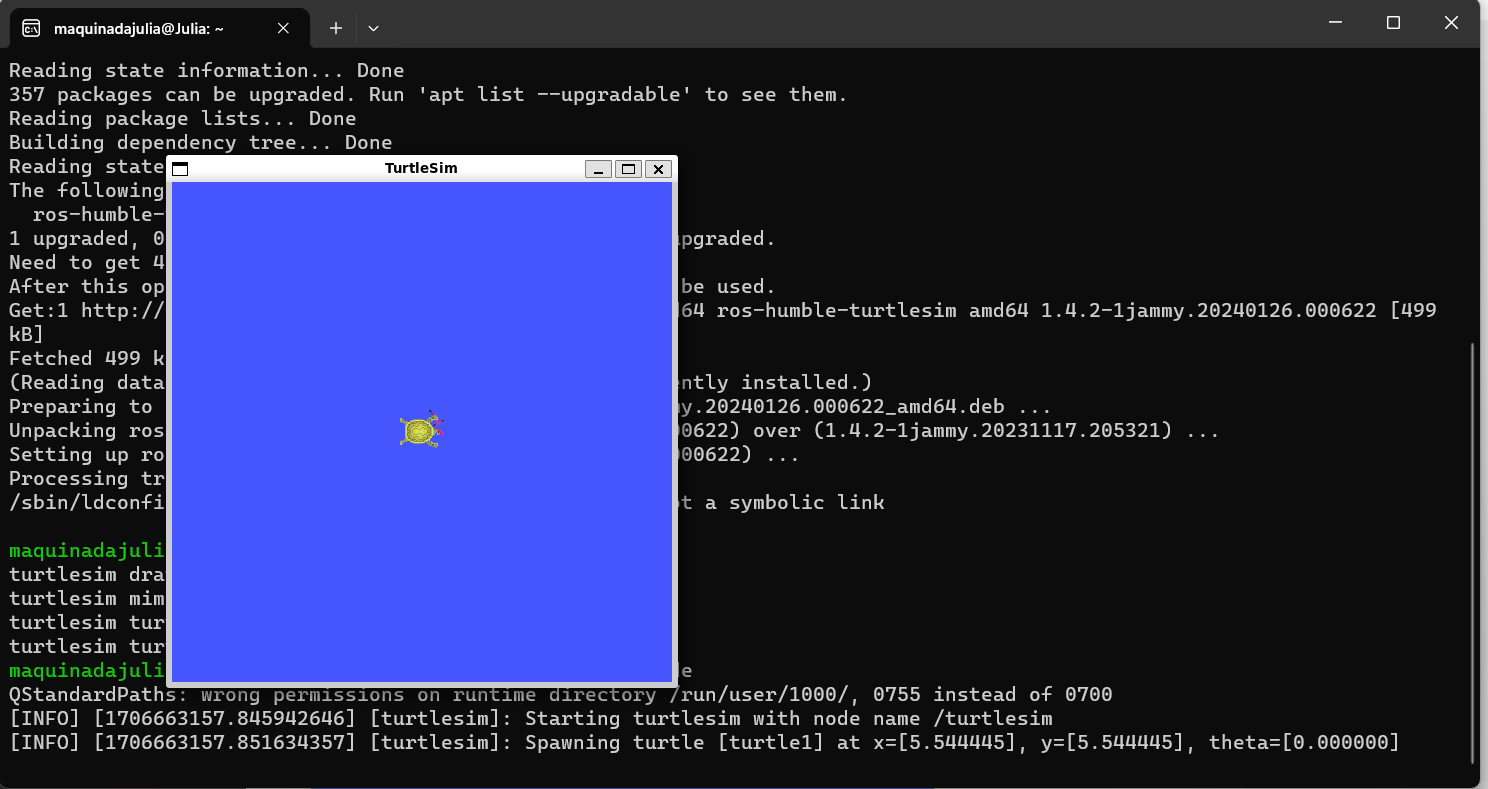 maquinadajulia@Julia: ~
Reading state information... Done
357 packages can be upgraded. Run 'apt list --upgradable' to see them.
Reading package lists... Done
Building dependency tree... Done
Reading state
TurtleSim
The following
ros-humble-
1 upgraded, 0 pgraded.
Need to get 4
After this op be used.
Get:1 http:// 64 ros-humble-turtlesim amd64 1.4.2-1jammy.20240126.000622 [499
kB]
Fetched 499 k
(Reading data ently installed.)
Preparing to my.20240126.000622_amd64.deb ...
Unpacking ros 00622) over (1.4.2-1jammy.20231117.205321) ...
Setting up ro 000622) ...
Processing tr
/sbin/ldconfi t a symbolic link
maquinadajuli
turtlesim dra
turtlesim mim
turtlesim tur
turtlesim tur
maquinadajuli de
QStandardPaths: wrong permissions on runtime directory /run/user/1000/, 0755 instead of 0700
[INFO] [1706663157.845942646] [turtlesim]: Starting turtlesim with node name /turtlesim
[INFO] [1706663157.851634357] [turtlesim]: Spawning turtle [turtle1] at x=[5.544445], y=[5.544445], theta=[0.000000]